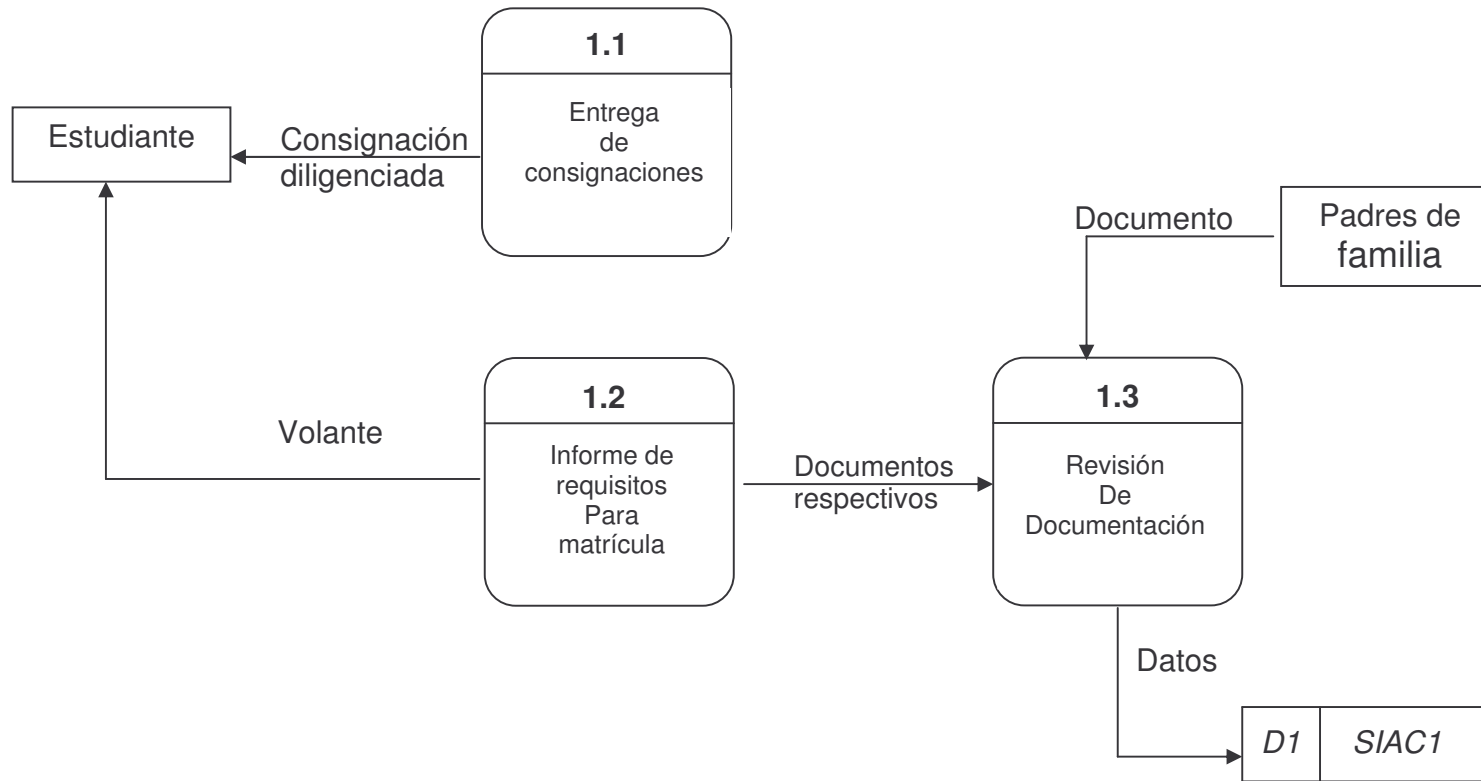 1.1
Entrega
de
consignaciones
Estudiante
Consignación
diligenciada
Documento
Padres de
familia
1.2
Informe de
requisitos
Para
matrícula
Volante
Documentos
respectivos
1.3
Revisión
De
Documentación
Datos
D1
SIAC1